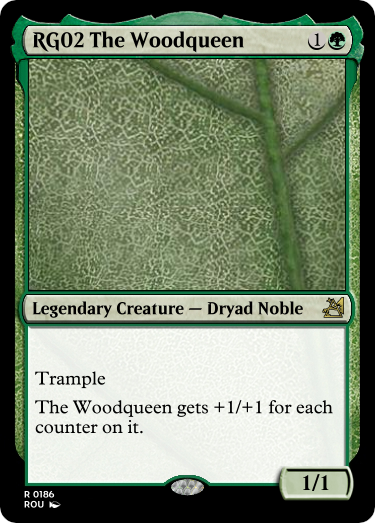 RG02 The Woodqueen 1
Legendary Creature — Dryad Noble
Trample
The Woodqueen gets +1/+1 for each
counter on it.
1/1
R 0186
ROU